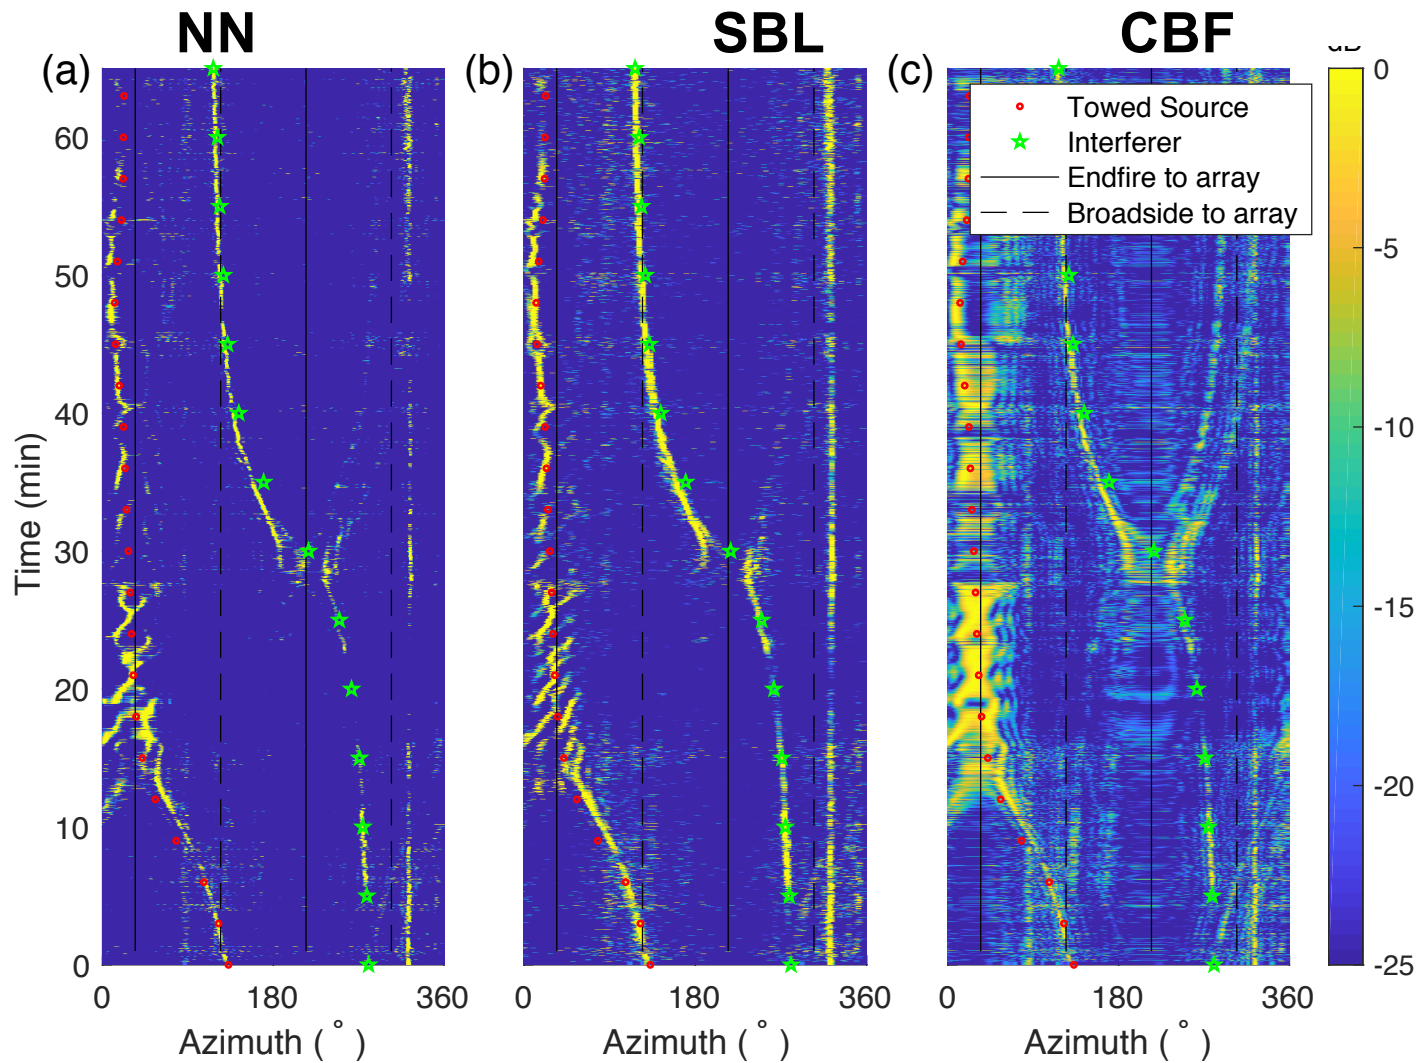 NN SBL CBF
(a) (b) (c)
dB
0
-5
-10
-15
-20
-25
Towed Source
Interferer
Endfire to array
Broadside to array
Time (min)
60
50
40
30
20
10
0
0 180 360 0 180 360 0 180 360
Azimuth ( ° ) Azimuth ( ° ) Azimuth ( ° )